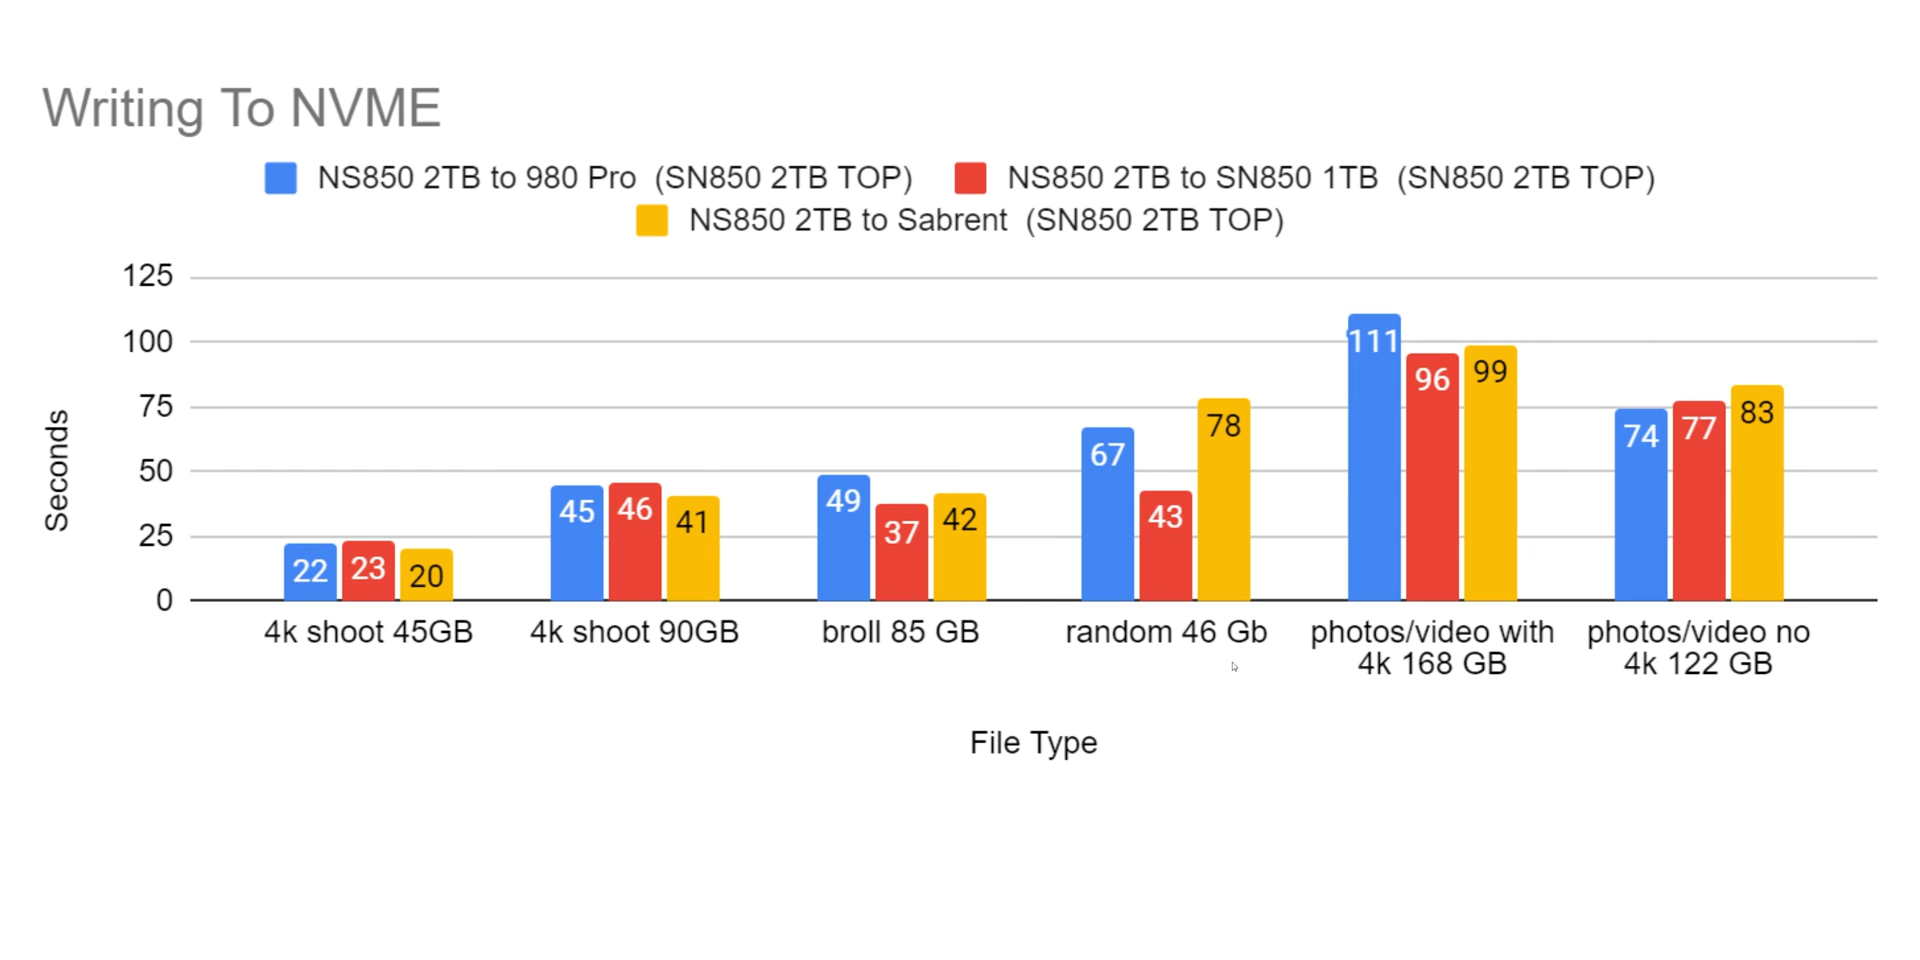 Writing To NVME
NS850 2TB to 980 Pro (SN850 2TB TOP)
NS850 2TB to SN850 1TB (SN850 2TB TOP)
NS850 2TB to Sabrent (SN850 2TB TOP)
125
100
75
50
25
0
Seconds
22
23
20
45
46
41
49
37
42
67
43
78
111
96
99
74
77
83
4k shoot 45GB
4k shoot 90GB
broll 85 GB
random 46 Gb
photos/video with
4k 168 GB
photos/video no
4k 122 GB
File Type